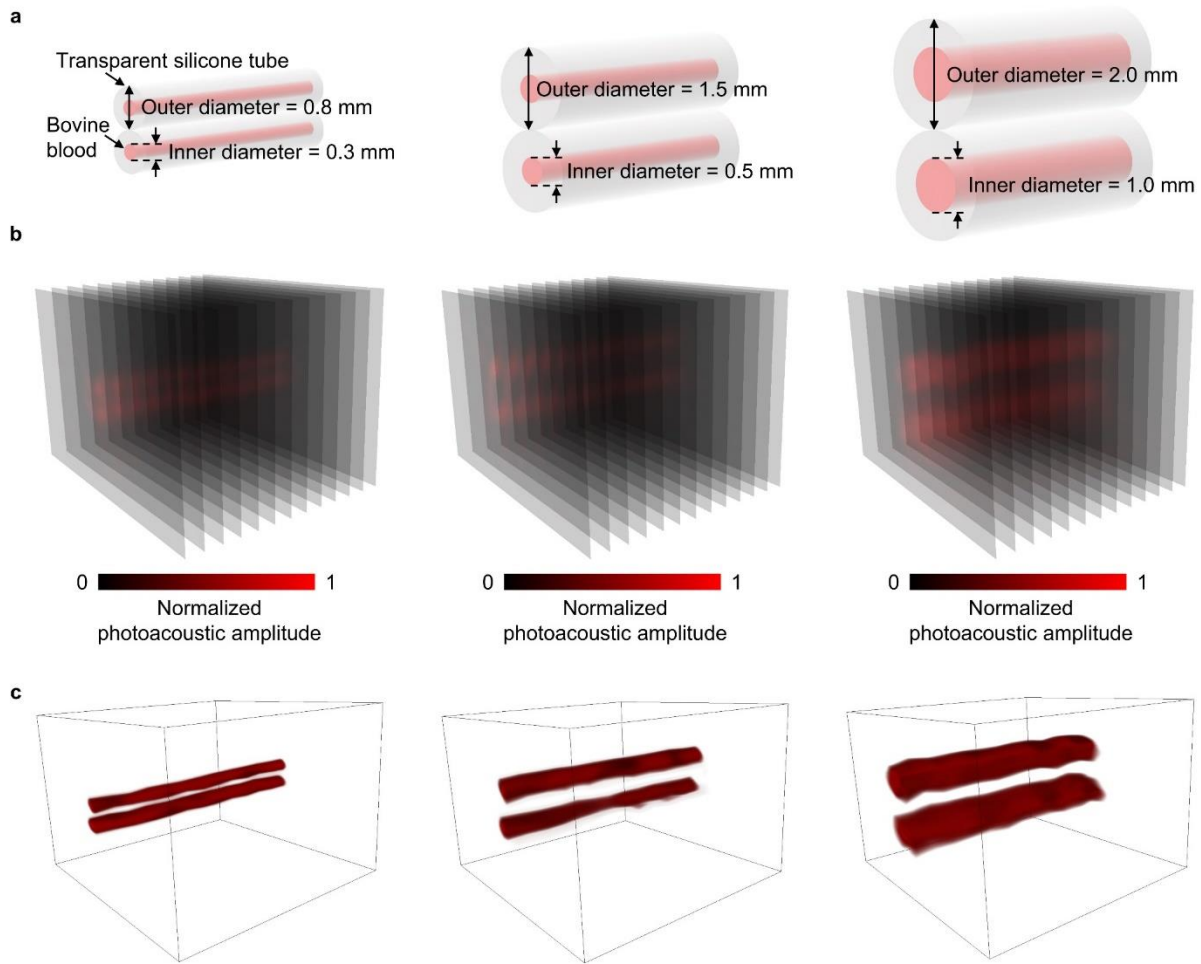 a
Transparent silicone tube
Outer diameter = 0.8 mm
Bovine
blood
Inner diameter = 0.3 mm
Outer diameter = 1.5 mm
Inner diameter = 0.5 mm
Outer diameter = 2.0 mm
Inner diameter = 1.0 mm
b
0 1
Normalized
photoacoustic amplitude
0 1
Normalized
photoacoustic amplitude
0 1
Normalized
photoacoustic amplitude
c